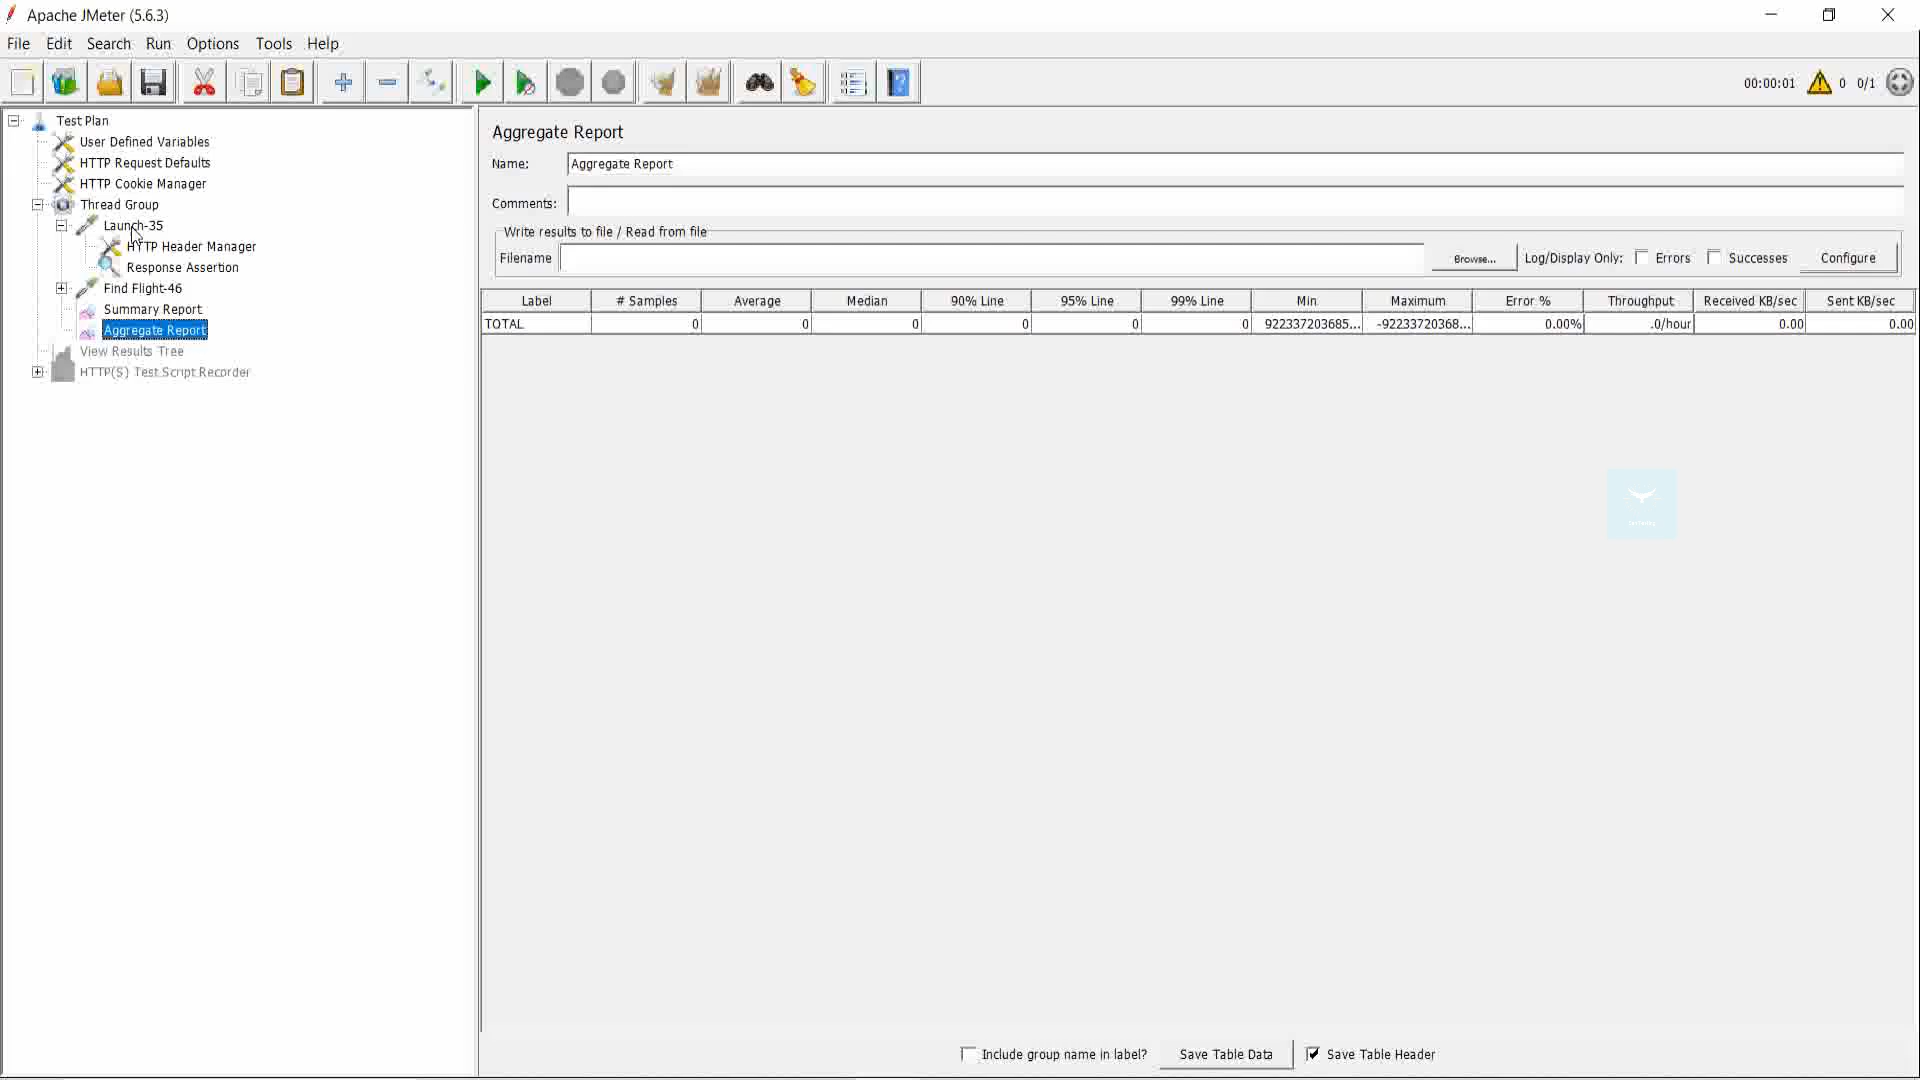 Apache JMeter (5.6.3)
File Edit Search Run Options Tools Help
00:00:01 0 0/1
Test Plan
User Defined Variables
HTTP Request Defaults
HTTP Cookie Manager
Thread Group
Launch-35
HTTP Header Manager
Response Assertion
Find Flight-46
Summary Report
Aggregate Report
View Results Tree
HTTP(S) Test Script Recorder
Aggregate Report
Name: Aggregate Report
Comments:
Write results to file / Read from file
Filename Browse... Log/Display Only: Errors Successes Configure
Label # Samples Average Median 90% Line 95% Line 99% Line Min Maximum Error % Throughput Received KB/sec Sent KB/sec
TOTAL 0 0 0 0 0 0 922337203685... -92233720368... 0.00% .0/hour 0.00 0.00
Include group name in label? Save Table Data Save Table Header